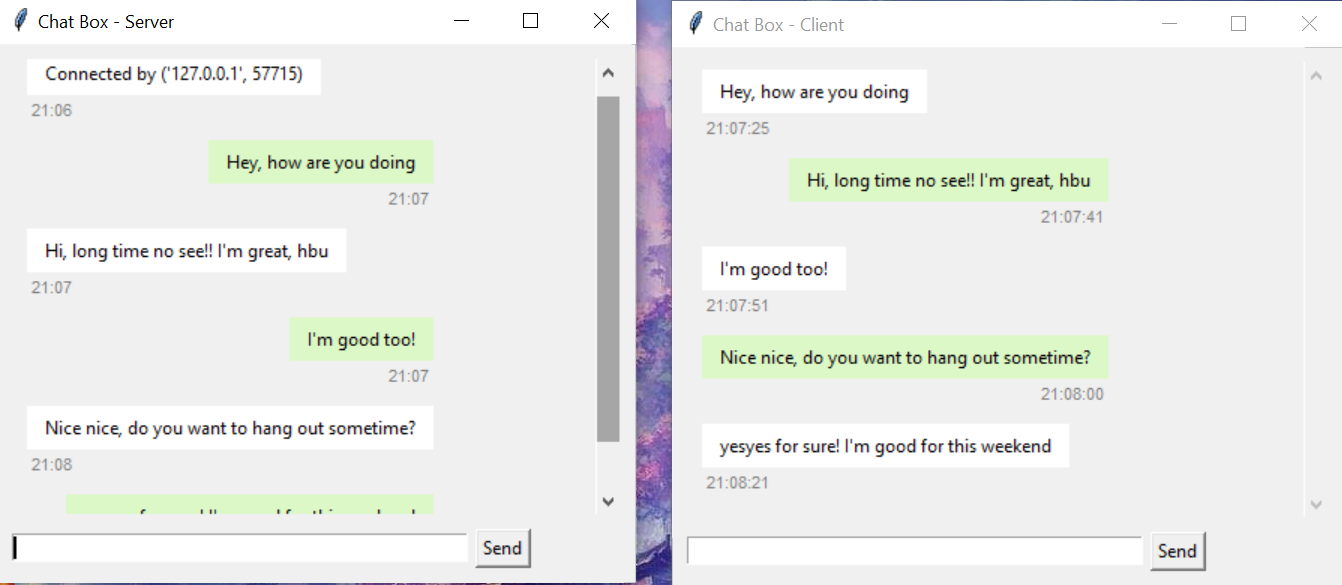 Chat Box - Server
Connected by ('127.0.0.1', 57715)
21:06
Hey, how are you doing
21:07
Hi, long time no see!! I'm great, hbu
21:07
I'm good too!
21:07
Nice nice, do you want to hang out sometime?
21:08
Send
Chat Box - Client
Hey, how are you doing
21:07:25
Hi, long time no see!! I'm great, hbu
21:07:41
I'm good too!
21:07:51
Nice nice, do you want to hang out sometime?
21:08:00
yesyes for sure! I'm good for this weekend
21:08:21
Send